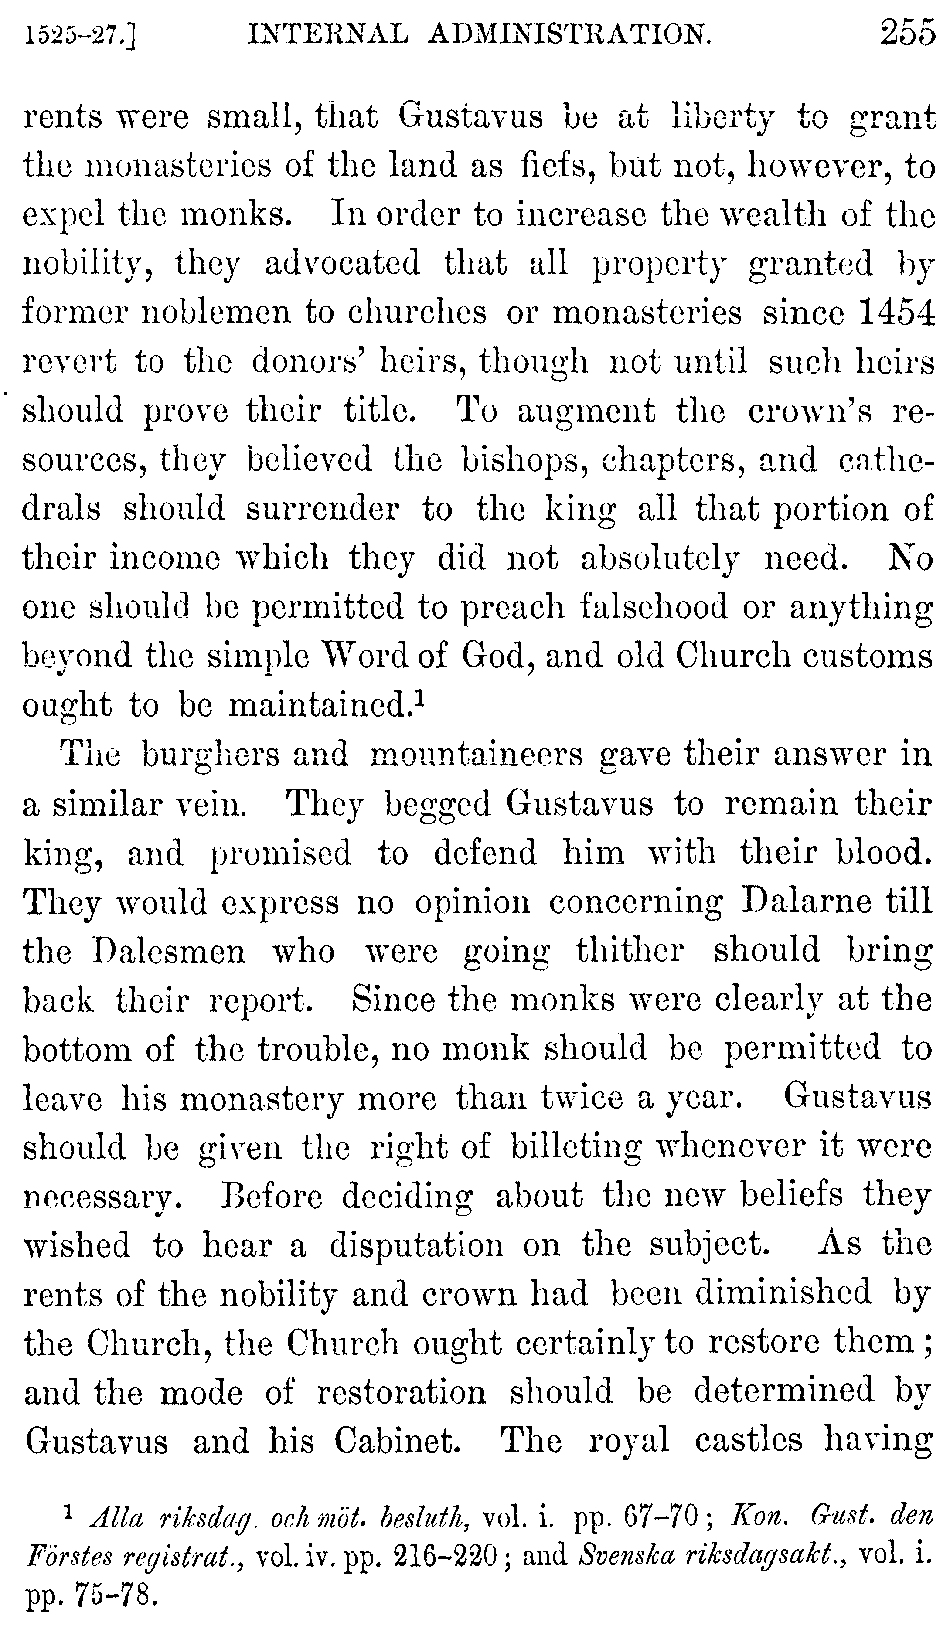 1525-27.] INTERNAL ADMINISTRATION. 255
rents were small, that Gustavus be at liberty to grant
the monasteries of the land as fiefs, but not, however, to
expel the monks. In order to increase the wealth of the
nobility, they advocated that all property granted by
former noblemen to churches or monasteries since 1454
revert to the donors' heirs, though not until such heirs
should prove their title. To augment the crown's re-
sources, they believed the bishops, chapters, and cathe-
drals should surrender to the king all that portion of
their income which they did not absolutely need. No
one should be permitted to preach falsehood or anything
beyond the simple Word of God, and old Church customs
ought to be maintained.¹
The burghers and mountaineers gave their answer in
a similar vein. They begged Gustavus to remain their
king, and promised to defend him with their blood.
They would express no opinion concerning Dalarne till
the Dalesmen who were going thither should bring
back their report. Since the monks were clearly at the
bottom of the trouble, no monk should be permitted to
leave his monastery more than twice a year. Gustavus
should be given the right of billeting whenever it were
necessary. Before deciding about the new beliefs they
wished to hear a disputation on the subject. As the
rents of the nobility and crown had been diminished by
the Church, the Church ought certainly to restore them;
and the mode of restoration should be determined by
Gustavus and his Cabinet. The royal castles having
¹ Alla riksdag. och möt. besluth, vol. i. pp. 67-70; Kon. Gust. den
Förstes registrat., vol. iv. pp. 216-220; and Svenska riksdagsakt., vol. i.
pp. 75-78.